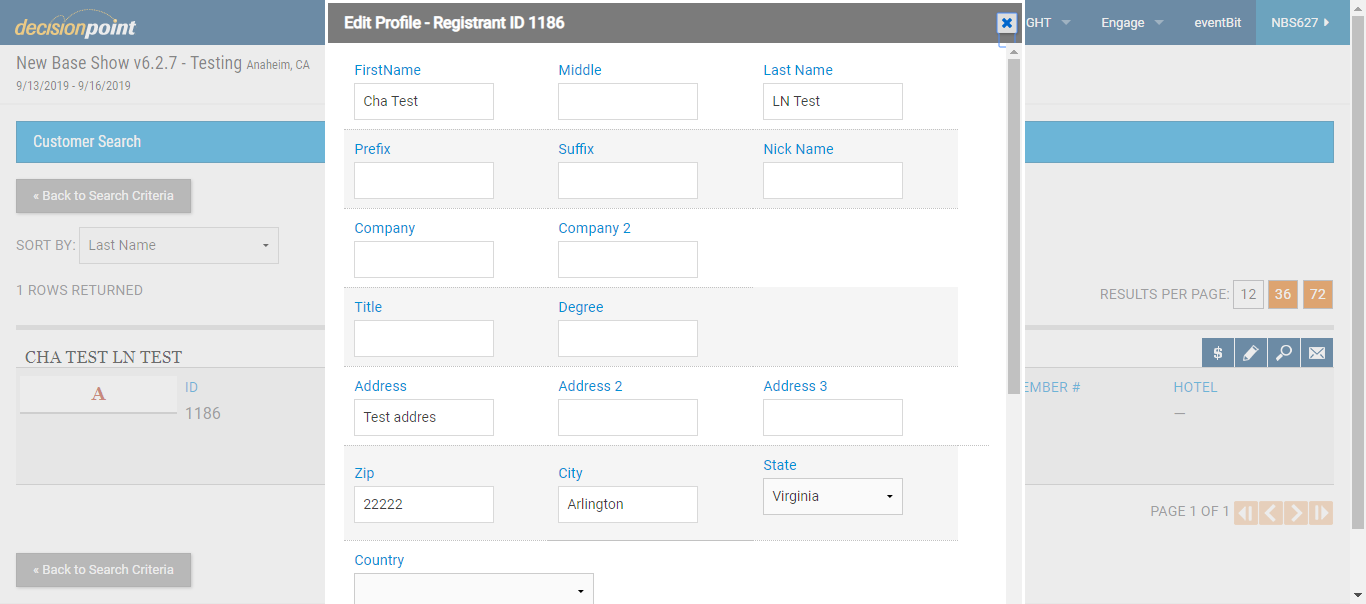 decisionpoint
GHT Engage eventBit NBS627
New Base Show v6.2.7 - Testing Anaheim, CA
9/13/2019 - 9/16/2019
Customer Search
« Back to Search Criteria
SORT BY: Last Name
1 ROWS RETURNED
RESULTS PER PAGE: 12 36 72
CHA TEST LN TEST
$
A
ID
1186
EMBER #
HOTEL
—
PAGE 1 OF 1
« Back to Search Criteria
Edit Profile - Registrant ID 1186
FirstName Middle Last Name
Cha Test LN Test
Prefix Suffix Nick Name
Company Company 2
Title Degree
Address Address 2 Address 3
Test addres
Zip City State
22222 Arlington Virginia
Country